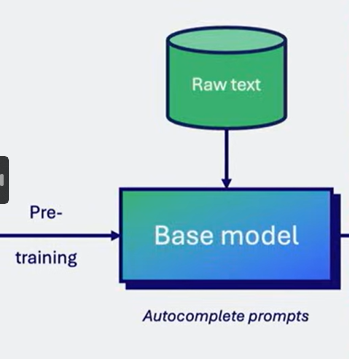 Raw text
Pre-
training
Base model
Autocomplete prompts